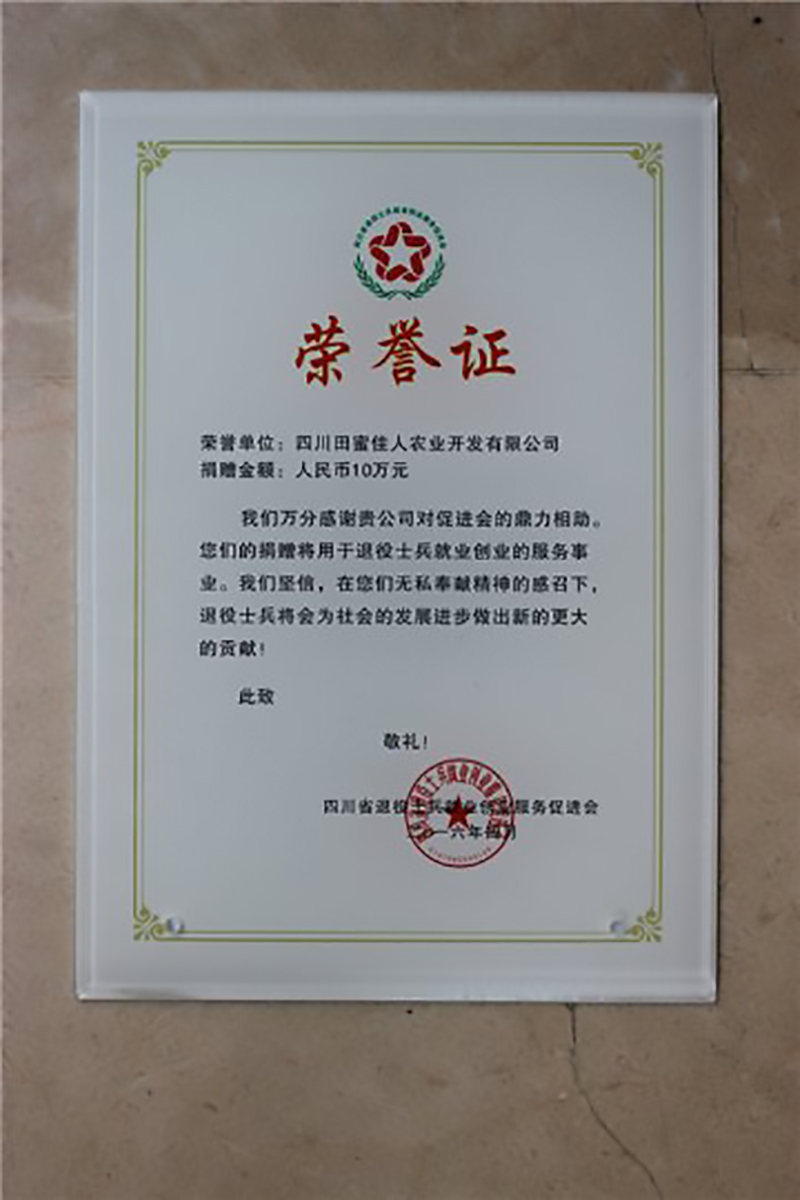 荣誉证
荣誉单位：四川田蜜佳人农业开发有限公司
捐赠金额：人民币10万元
我们万分感谢贵公司对促进会的鼎力相助。
您们的捐赠将用于退役士兵就业创业的服务事
业。我们坚信，在您们无私奉献精神的感召下，
退役士兵将会为社会的发展进步做出新的更大
的贡献！
此致
敬礼！
四川省退役士兵就业创业服务促进会
一六年四月